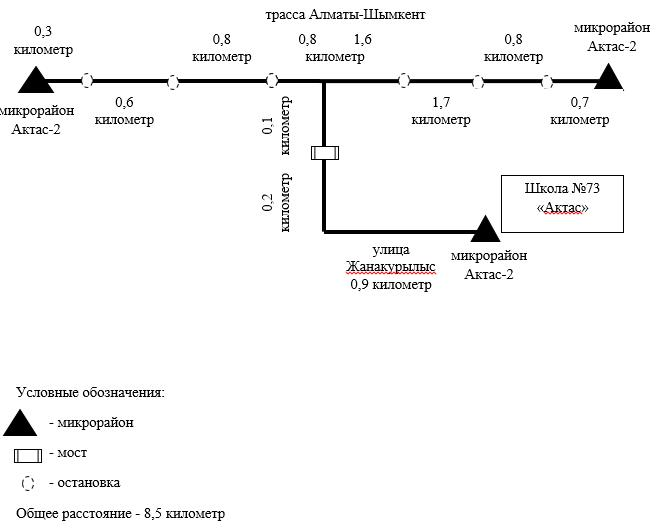 трасса Алматы-Шымкент
0,3
километр
0,8
километр
0,8
километр
1,6
0,8
километр
микрорайон
Актас-2
микрорайон
Актас-2
0,6
километр
1,7
километр
0,7
километр
0,1
километр
0,2
километр
Школа №73
«Актас»
улица
Жанакурылыс
0,9 километр
микрорайон
Актас-2
Условные обозначения:
- микрорайон
- мост
- остановка
Общее расстояние - 8,5 километр